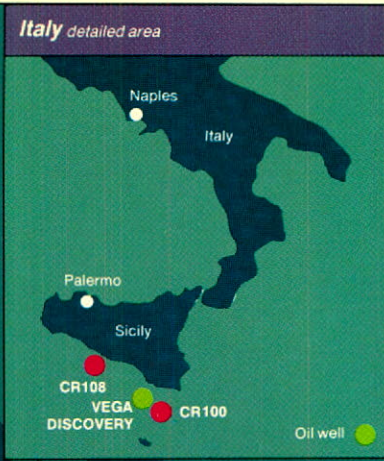 Italy detailed area
Naples
Italy
Palermo
Sicily
CR108
VEGA
DISCOVERY
CR100
Oil well